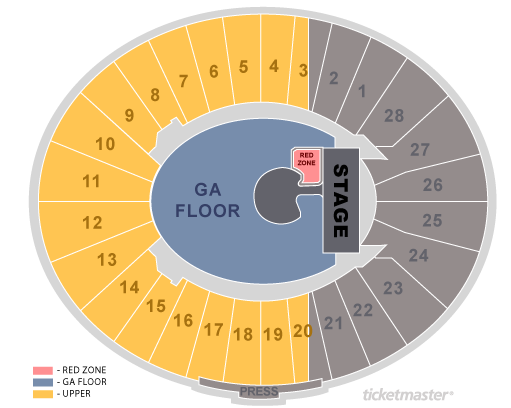 3
4
5
6
7
8
9
10
11
12
13
14
15
16
17
18
19
20
21
22
23
24
25
26
27
28
1
2
RED
ZONE
GA
FLOOR
STAGE
PRESS
- RED ZONE
- GA FLOOR
- UPPER
ticketmaster®